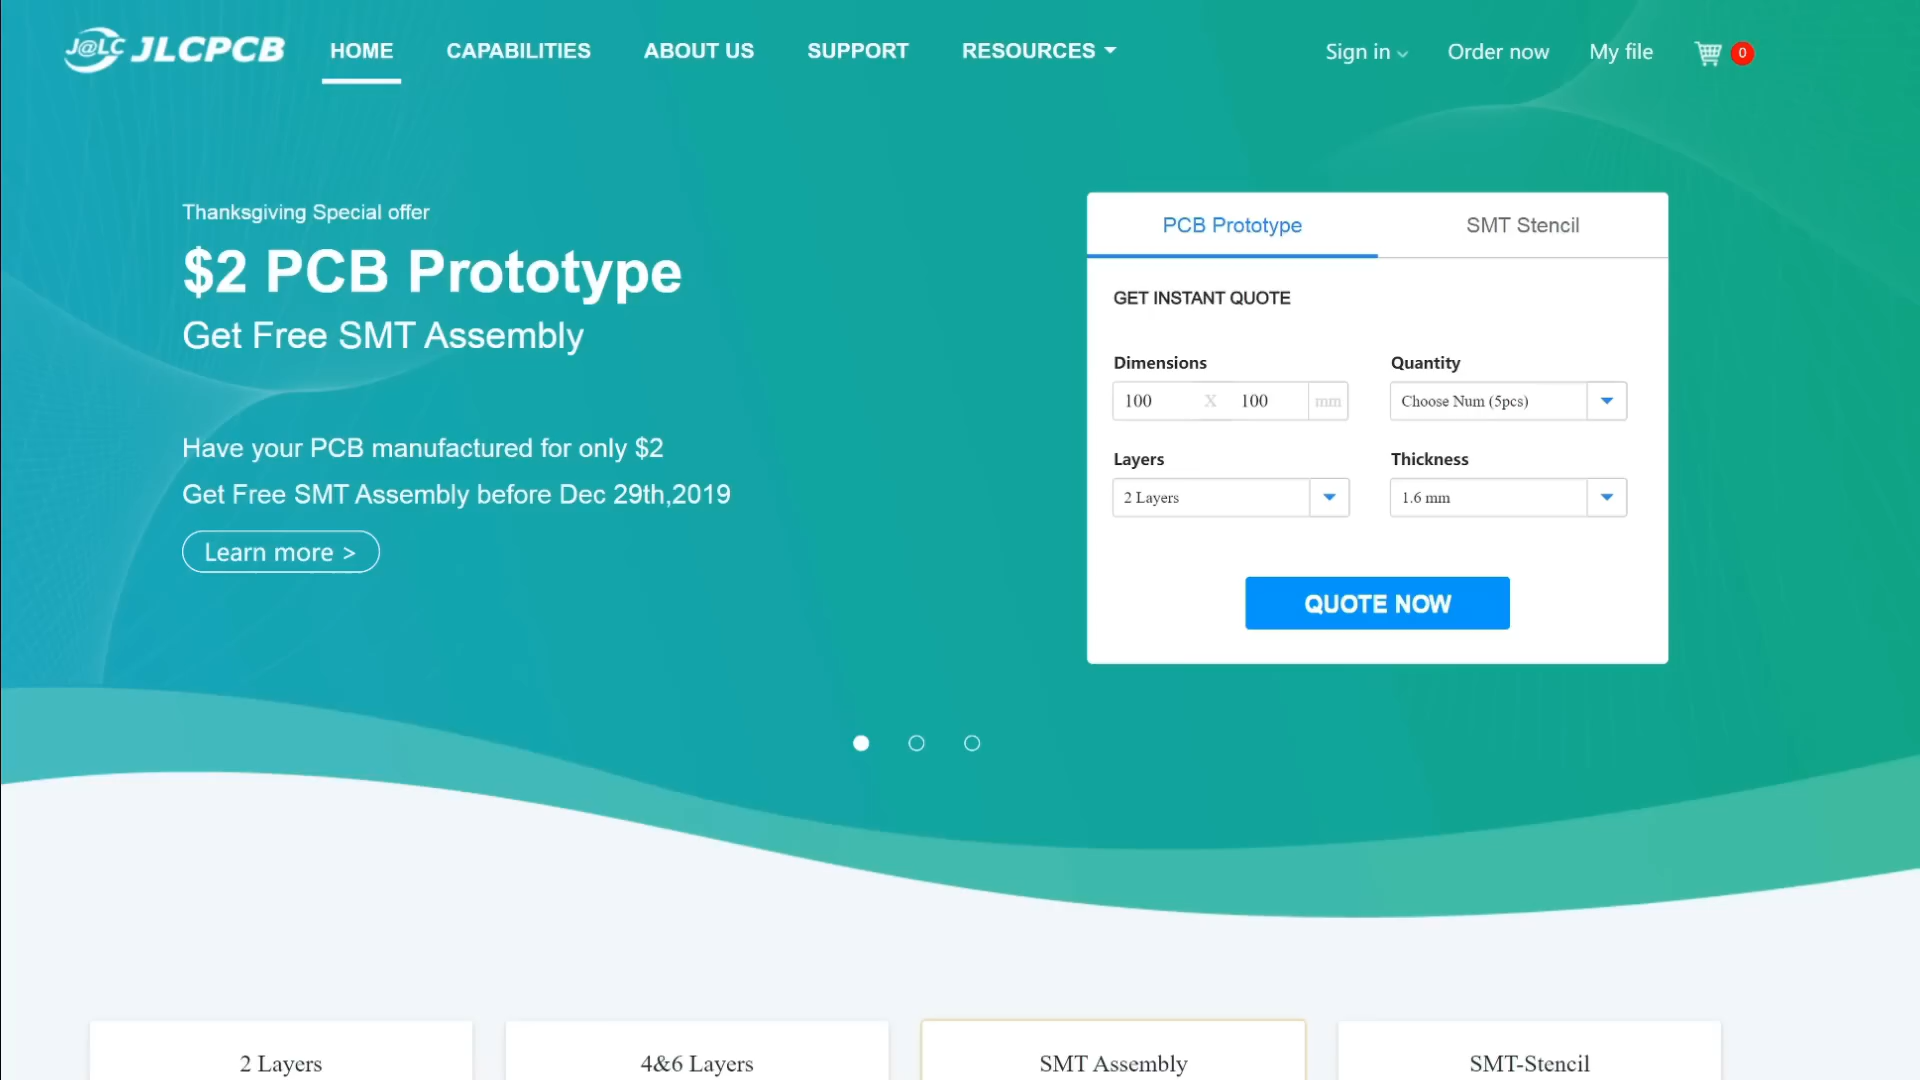 J@LC JLCPCB HOME CAPABILITIES ABOUT US SUPPORT RESOURCES Sign in Order now My file 0
Thanksgiving Special offer
$2 PCB Prototype
Get Free SMT Assembly
Have your PCB manufactured for only $2
Get Free SMT Assembly before Dec 29th,2019
Learn more >
PCB Prototype SMT Stencil
GET INSTANT QUOTE
Dimensions Quantity
100 X 100 mm Choose Num (5pcs)
Layers Thickness
2 Layers 1.6 mm
QUOTE NOW
2 Layers 4&6 Layers SMT Assembly SMT-Stencil